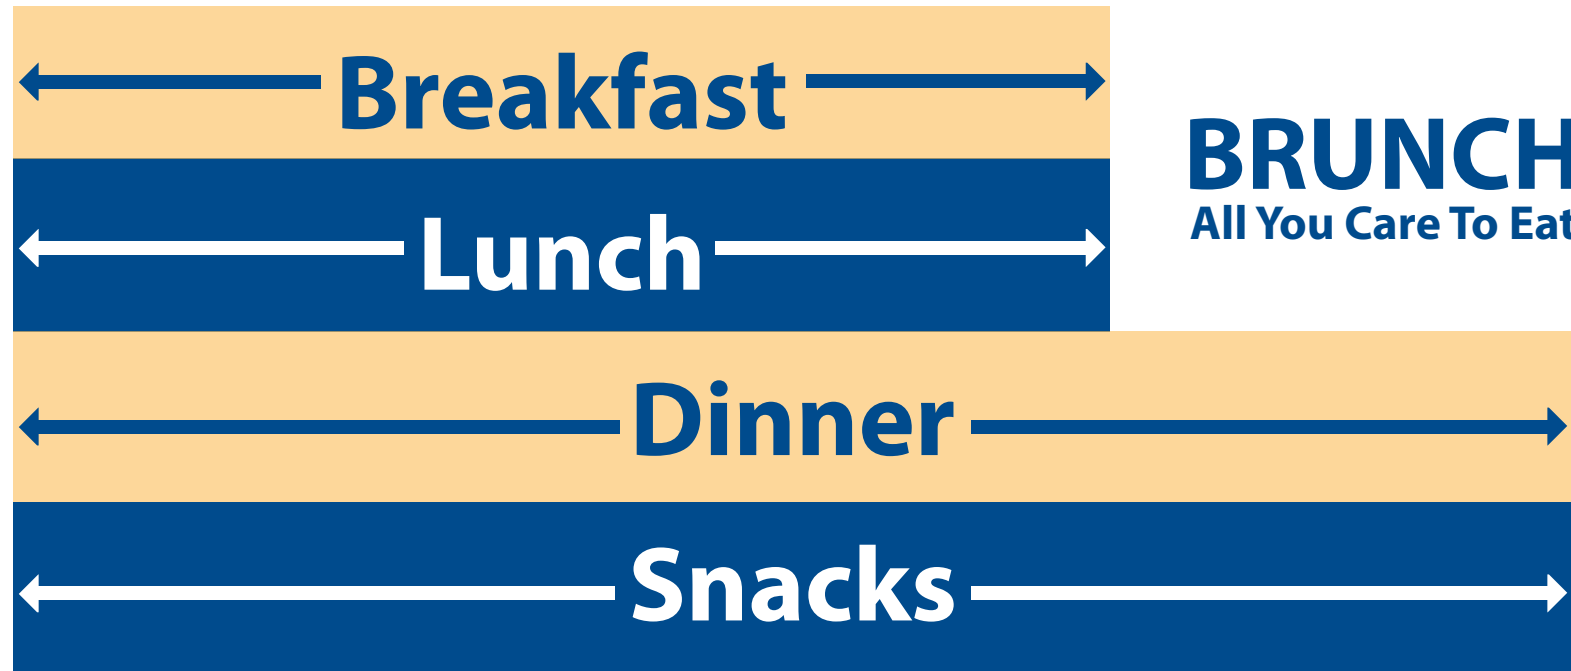 Breakfast
Lunch
BRUNCH
All You Care To Eat
Dinner
Snacks